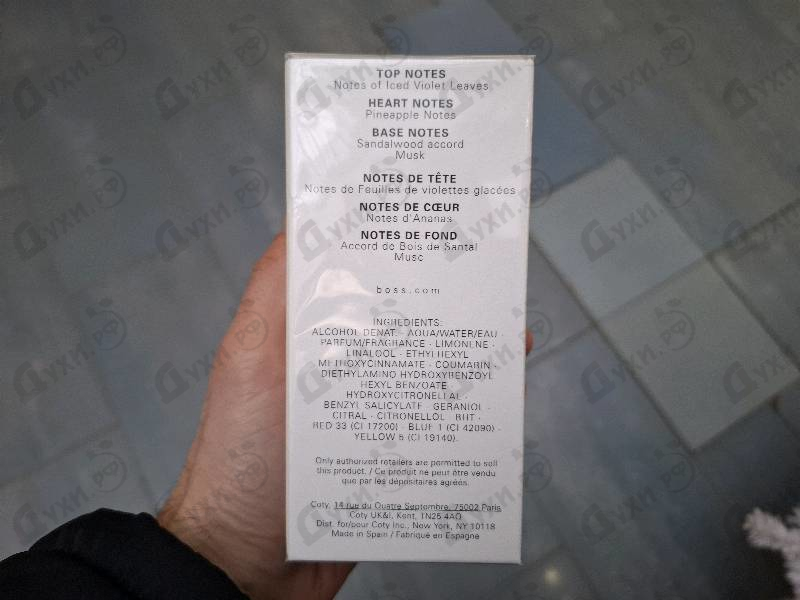 TOP NOTES
Notes of Iced Violet Leaves
HEART NOTES
Pineapple Notes
BASE NOTES
Sandalwood accord
Musk
NOTES DE TÊTE
Notes de Feuilles de violettes glacées
NOTES DE CŒUR
Notes d'Ananas
NOTES DE FOND
Accord de Bois de Santal
Musc
boss.com
INGREDIENTS:
ALCOHOL DENAT. · AQUA/WATER/EAU ·
PARFUM/FRAGRANCE · LIMONENE ·
LINALOOL · ETHYLHEXYL
METHOXYCINNAMATE · COUMARIN ·
DIETHYLAMINO HYDROXYBENZOYL
HEXYL BENZOATE ·
HYDROXYCITRONELLAL ·
BENZYL SALICYLATE · GERANIOL ·
CITRAL · CITRONELLOL · BHT ·
RED 33 (CI 17200) · BLUE 1 (CI 42090) ·
YELLOW 5 (CI 19140).
Only authorized retailers are permitted to sell
this product. / Ce produit ne peut être vendu
que par les dépositaires agréés.
Coty, 14 rue du Quatre Septembre, 75002 Paris
Coty UK&I, Kent, TN25 4AQ
Dist. for/pour Coty Inc., New York, NY 10118
Made in Spain / Fabriqué en Espagne
ДУХИ.РФ